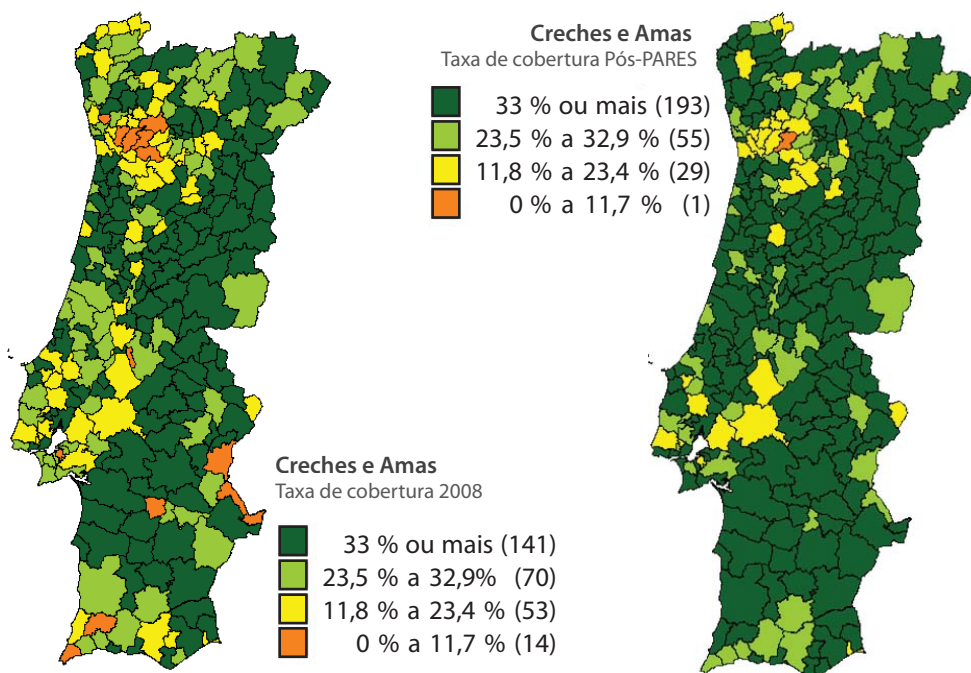 Creches e Amas
Taxa de cobertura Pós-PARES
33 % ou mais (193)
23,5 % a 32,9 % (55)
11,8 % a 23,4 % (29)
0 % a 11,7 % (1)
Creches e Amas
Taxa de cobertura 2008
33 % ou mais (141)
23,5 % a 32,9% (70)
11,8 % a 23,4 % (53)
0 % a 11,7 % (14)